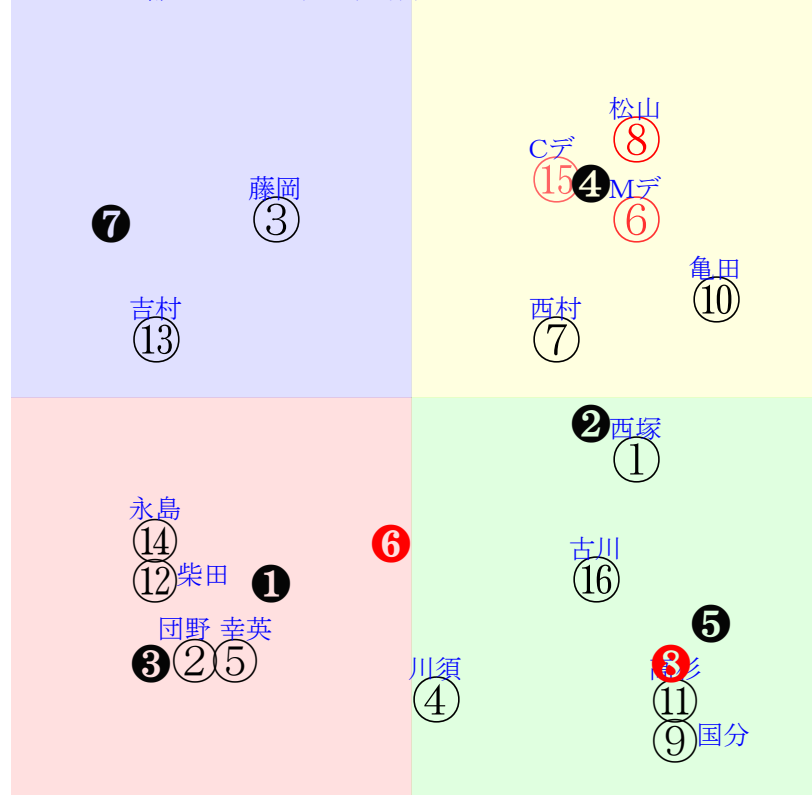 松山
⑧
Cデ
⑮ ❹ Mデ
⑥
藤岡
❼ ③
亀田
⑩
吉村
⑬
西村
⑦
❷ 西塚
①
永島
⑭
⑫ 柴田 ❶
❻
古川
⑯
団野 幸英
❸ ② ⑤
❺
川須
④
❽
⑪
⑨ 国分